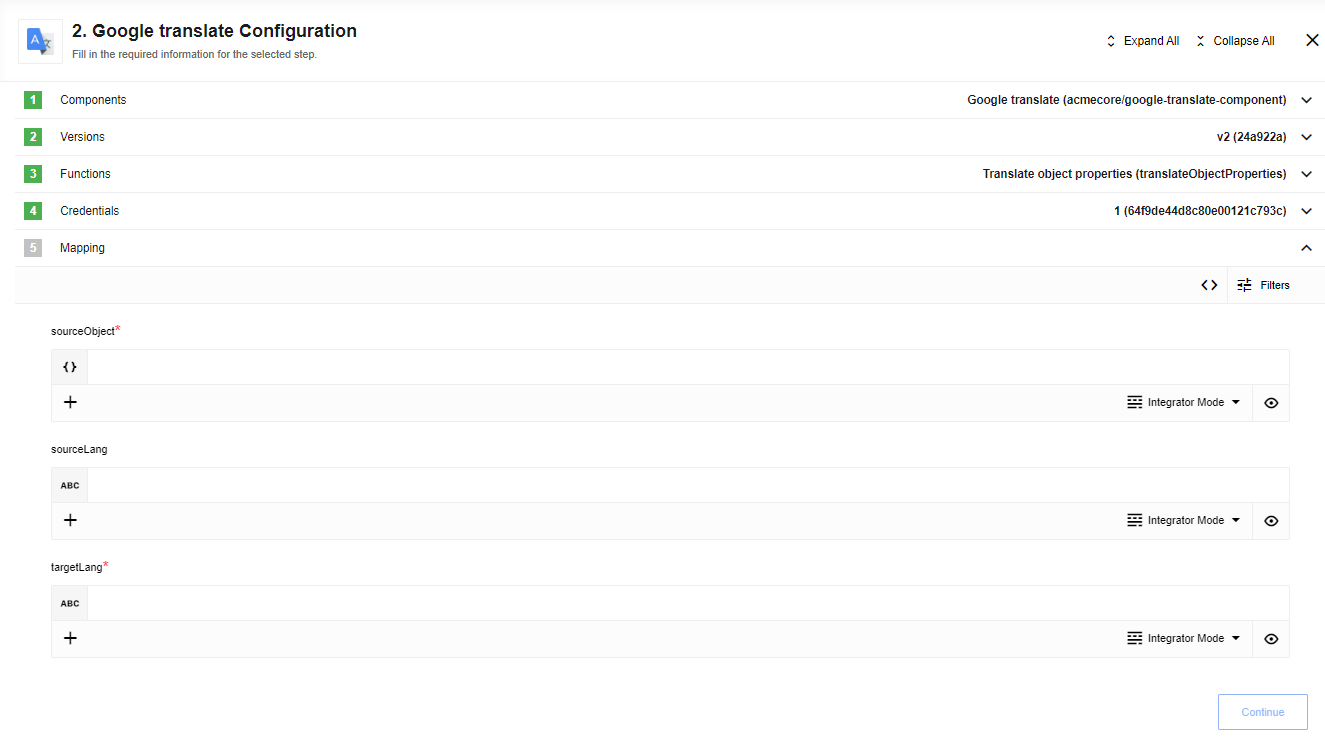 2. Google translate Configuration
Fill in the required information for the selected step.
Expand All
Collapse All
1 Components Google translate (acmecore/google-translate-component)
2 Versions v2 (24a922a)
3 Functions Translate object properties (translateObjectProperties)
4 Credentials 1 (64f9de44d8c80e00121c793c)
5 Mapping
Filters
sourceObject*
{}
Integrator Mode
sourceLang
ABC
Integrator Mode
targetLang*
ABC
Integrator Mode
Continue